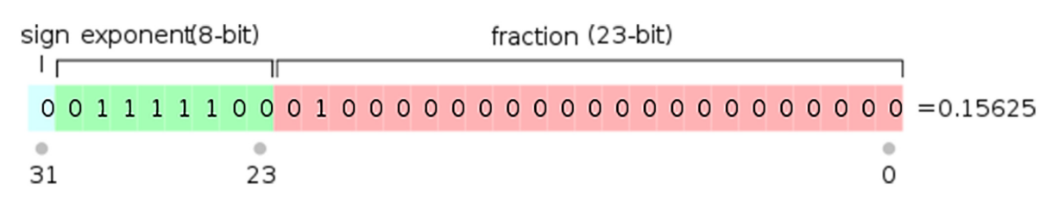 sign exponent(8-bit) fraction (23-bit)
0 0 1 1 1 1 1 0 0 0 1 0 0 0 0 0 0 0 0 0 0 0 0 0 0 0 0 0 0 0 0 0 =0.15625
31 23 0